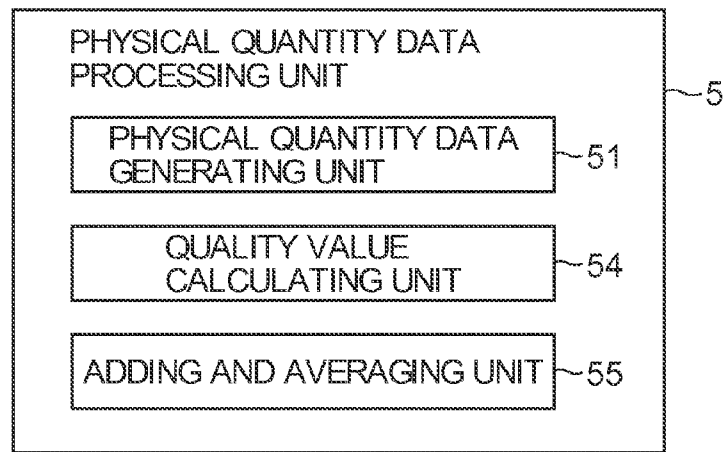 PHYSICAL QUANTITY DATA
PROCESSING UNIT
5
PHYSICAL QUANTITY DATA
GENERATING UNIT
51
QUALITY VALUE
CALCULATING UNIT
54
ADDING AND AVERAGING UNIT
55